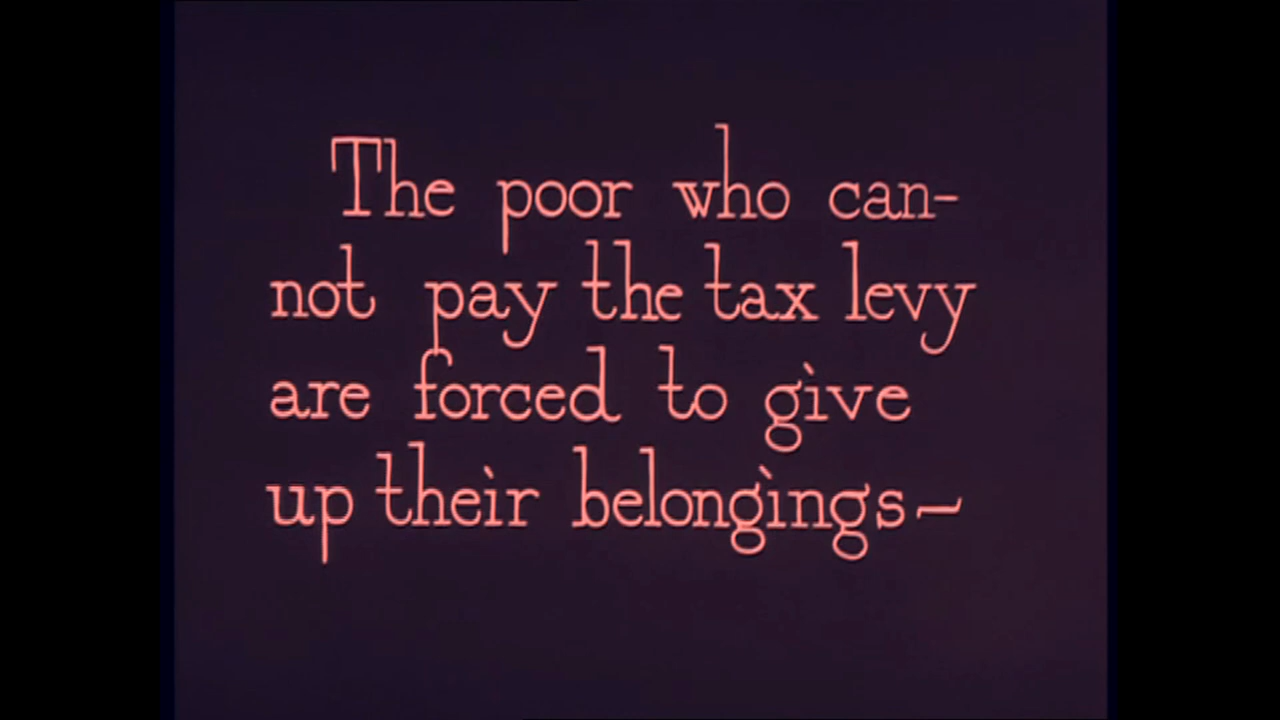 The poor who can-
not pay the tax levy
are forced to give
up their belongings—